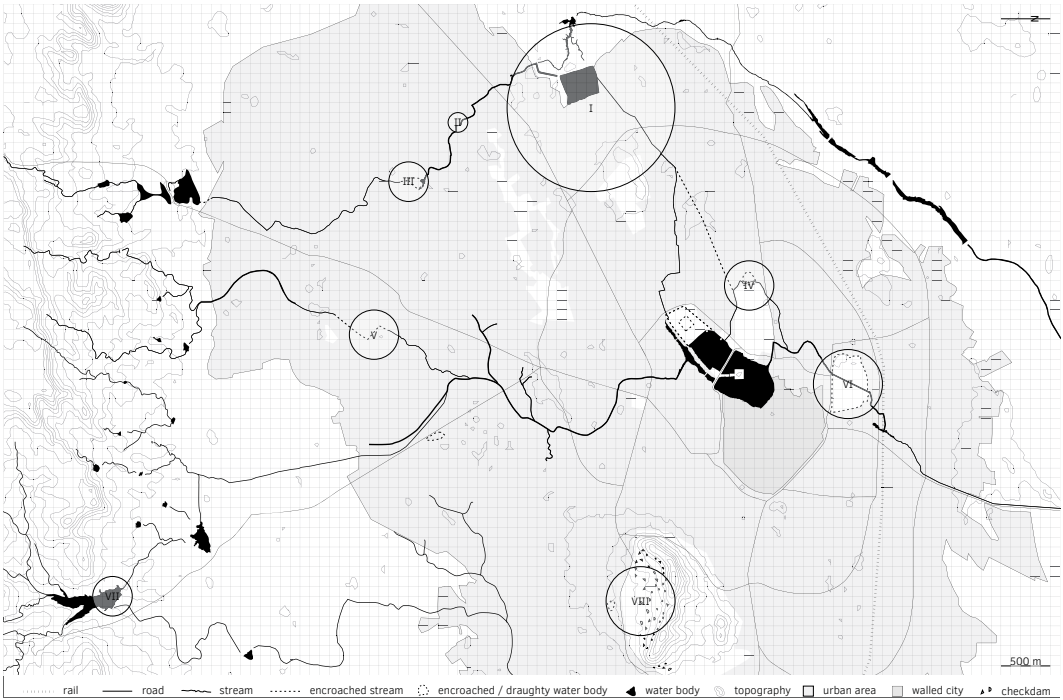 N
I
II
III
IV
V
VI
VII
VIII
500 m
rail road stream encroached stream encroached / draughty water body water body topography urban area walled city checkdam